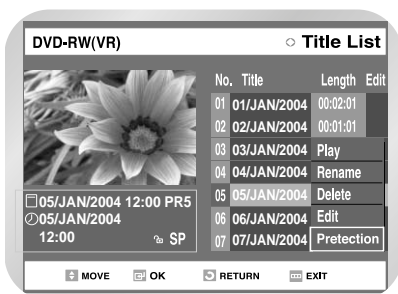 DVD-RW(VR) Title List
No. Title Length Edit
01 01/JAN/2004 00:02:01
02 02/JAN/2004 00:01:01
03 03/JAN/2004 Play
04 04/JAN/2004 Rename
05 05/JAN/2004 Delete
06 06/JAN/2004 Edit
07 07/JAN/2004 Pretection
05/JAN/2004 12:00 PR5
05/JAN/2004
12:00 SP
MOVE OK RETURN EXIT